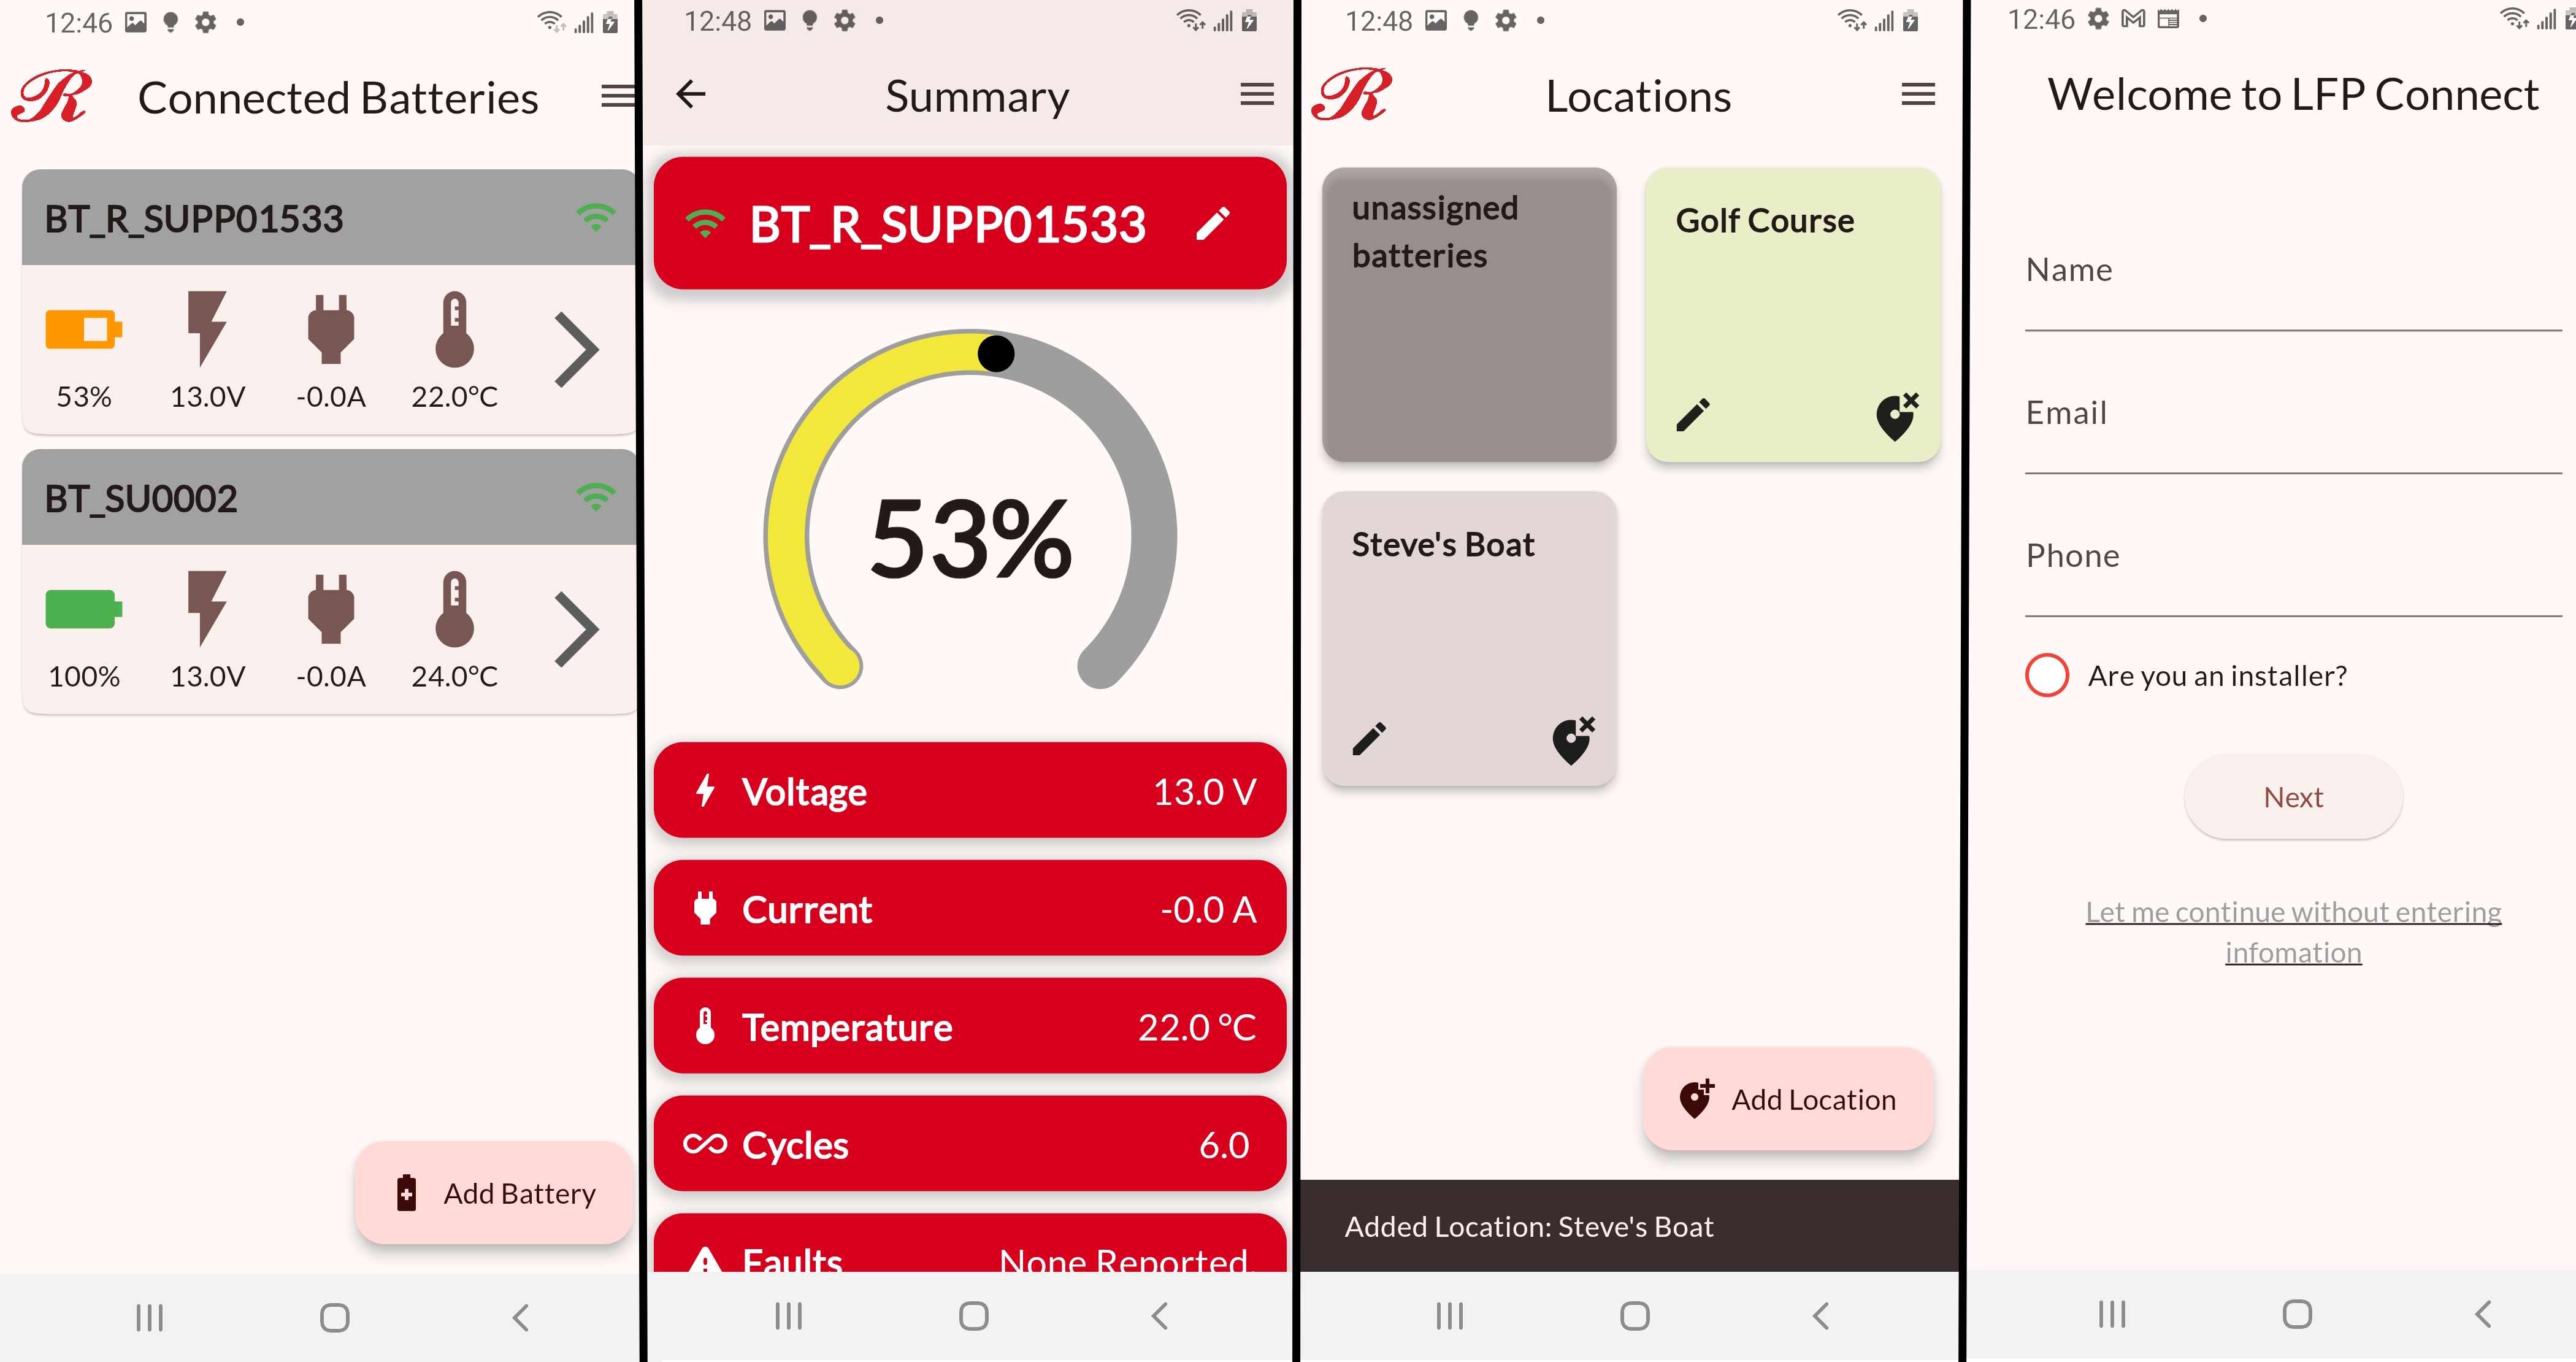 12:46
R
Connected Batteries
BT_R_SUPP01533
53%
13.0V
-0.0A
22.0°C
BT_SU0002
100%
13.0V
-0.0A
24.0°C
Add Battery
12:48
Summary
BT_R_SUPP01533
53%
Voltage 13.0 V
Current -0.0 A
Temperature 22.0 °C
Cycles 6.0
Faults None Reported.
12:48
R
Locations
unassigned
batteries
Golf Course
Steve's Boat
Add Location
Added Location: Steve's Boat
12:46
Welcome to LFP Connect
Name
Email
Phone
Are you an installer?
Next
Let me continue without entering
infomation